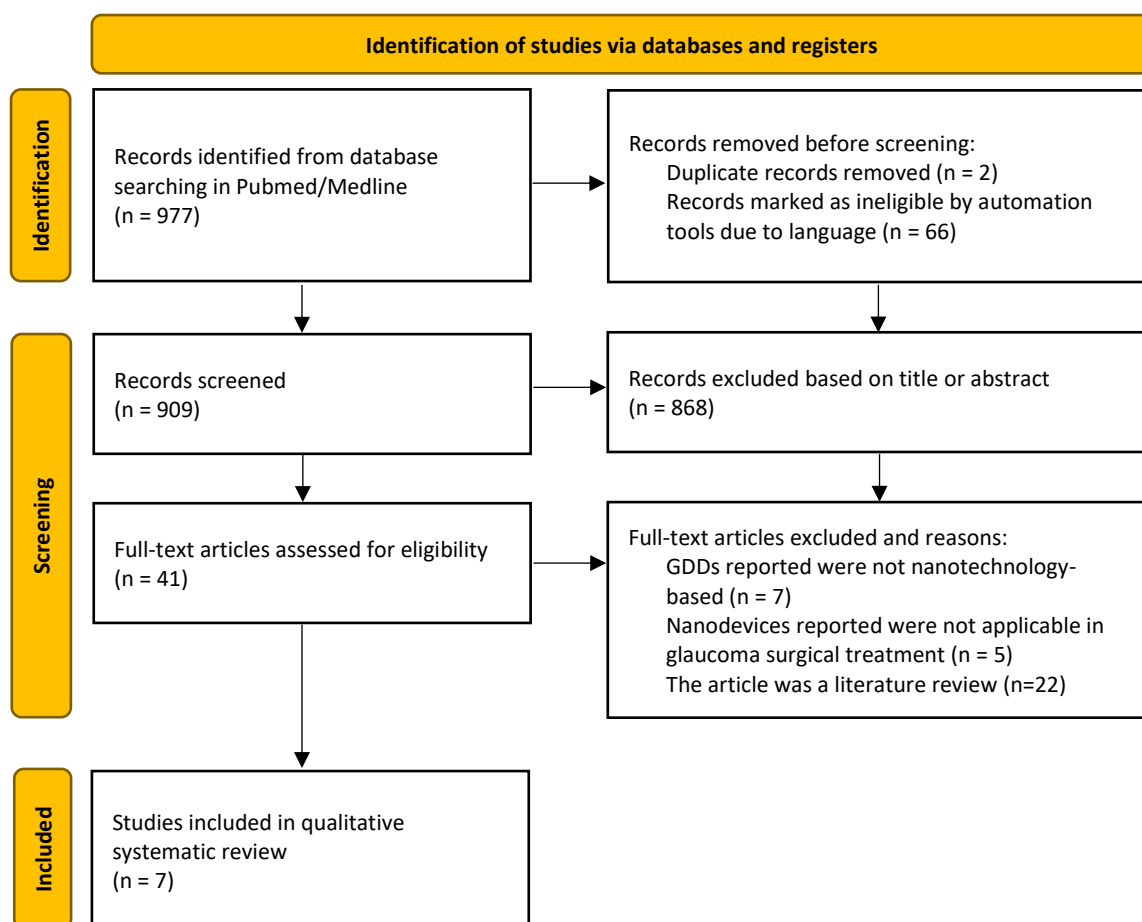 Identification of studies via databases and registers
Identification
Records identified from database
searching in Pubmed/Medline
(n = 977)
Records removed before screening:
Duplicate records removed (n = 2)
Records marked as ineligible by automation
tools due to language (n = 66)
Screening
Records screened
(n = 909)
Records excluded based on title or abstract
(n = 868)
Full-text articles assessed for eligibility
(n = 41)
Full-text articles excluded and reasons:
GDDs reported were not nanotechnology-
based (n = 7)
Nanodevices reported were not applicable in
glaucoma surgical treatment (n = 5)
The article was a literature review (n=22)
Included
Studies included in qualitative
systematic review
(n = 7)